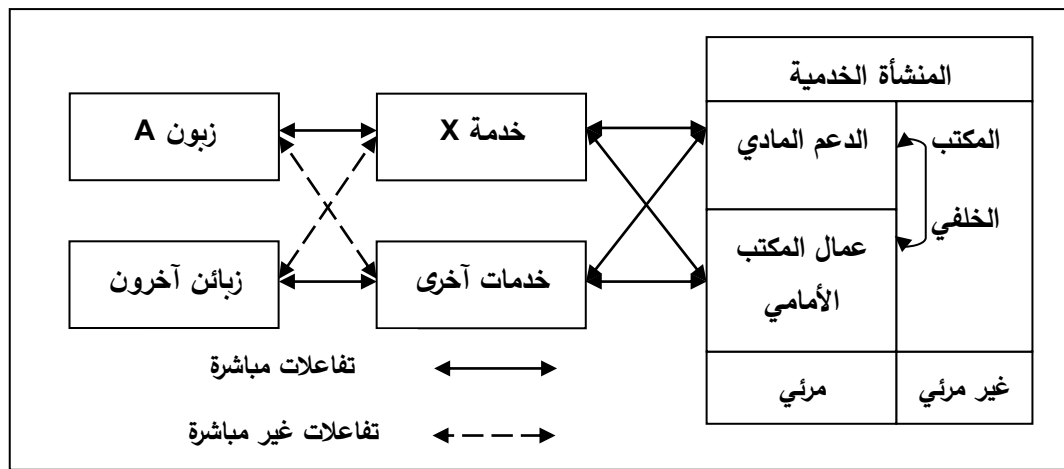 المنشأة الخدمية
المكتب
الخلفي
الدعم المادي
عمال المكتب
الأمامي
غير مرئي
مرئي
خدمة X
زبون A
خدمات آخرى
زبائن آخرون
تفاعلات مباشرة
تفاعلات غير مباشرة